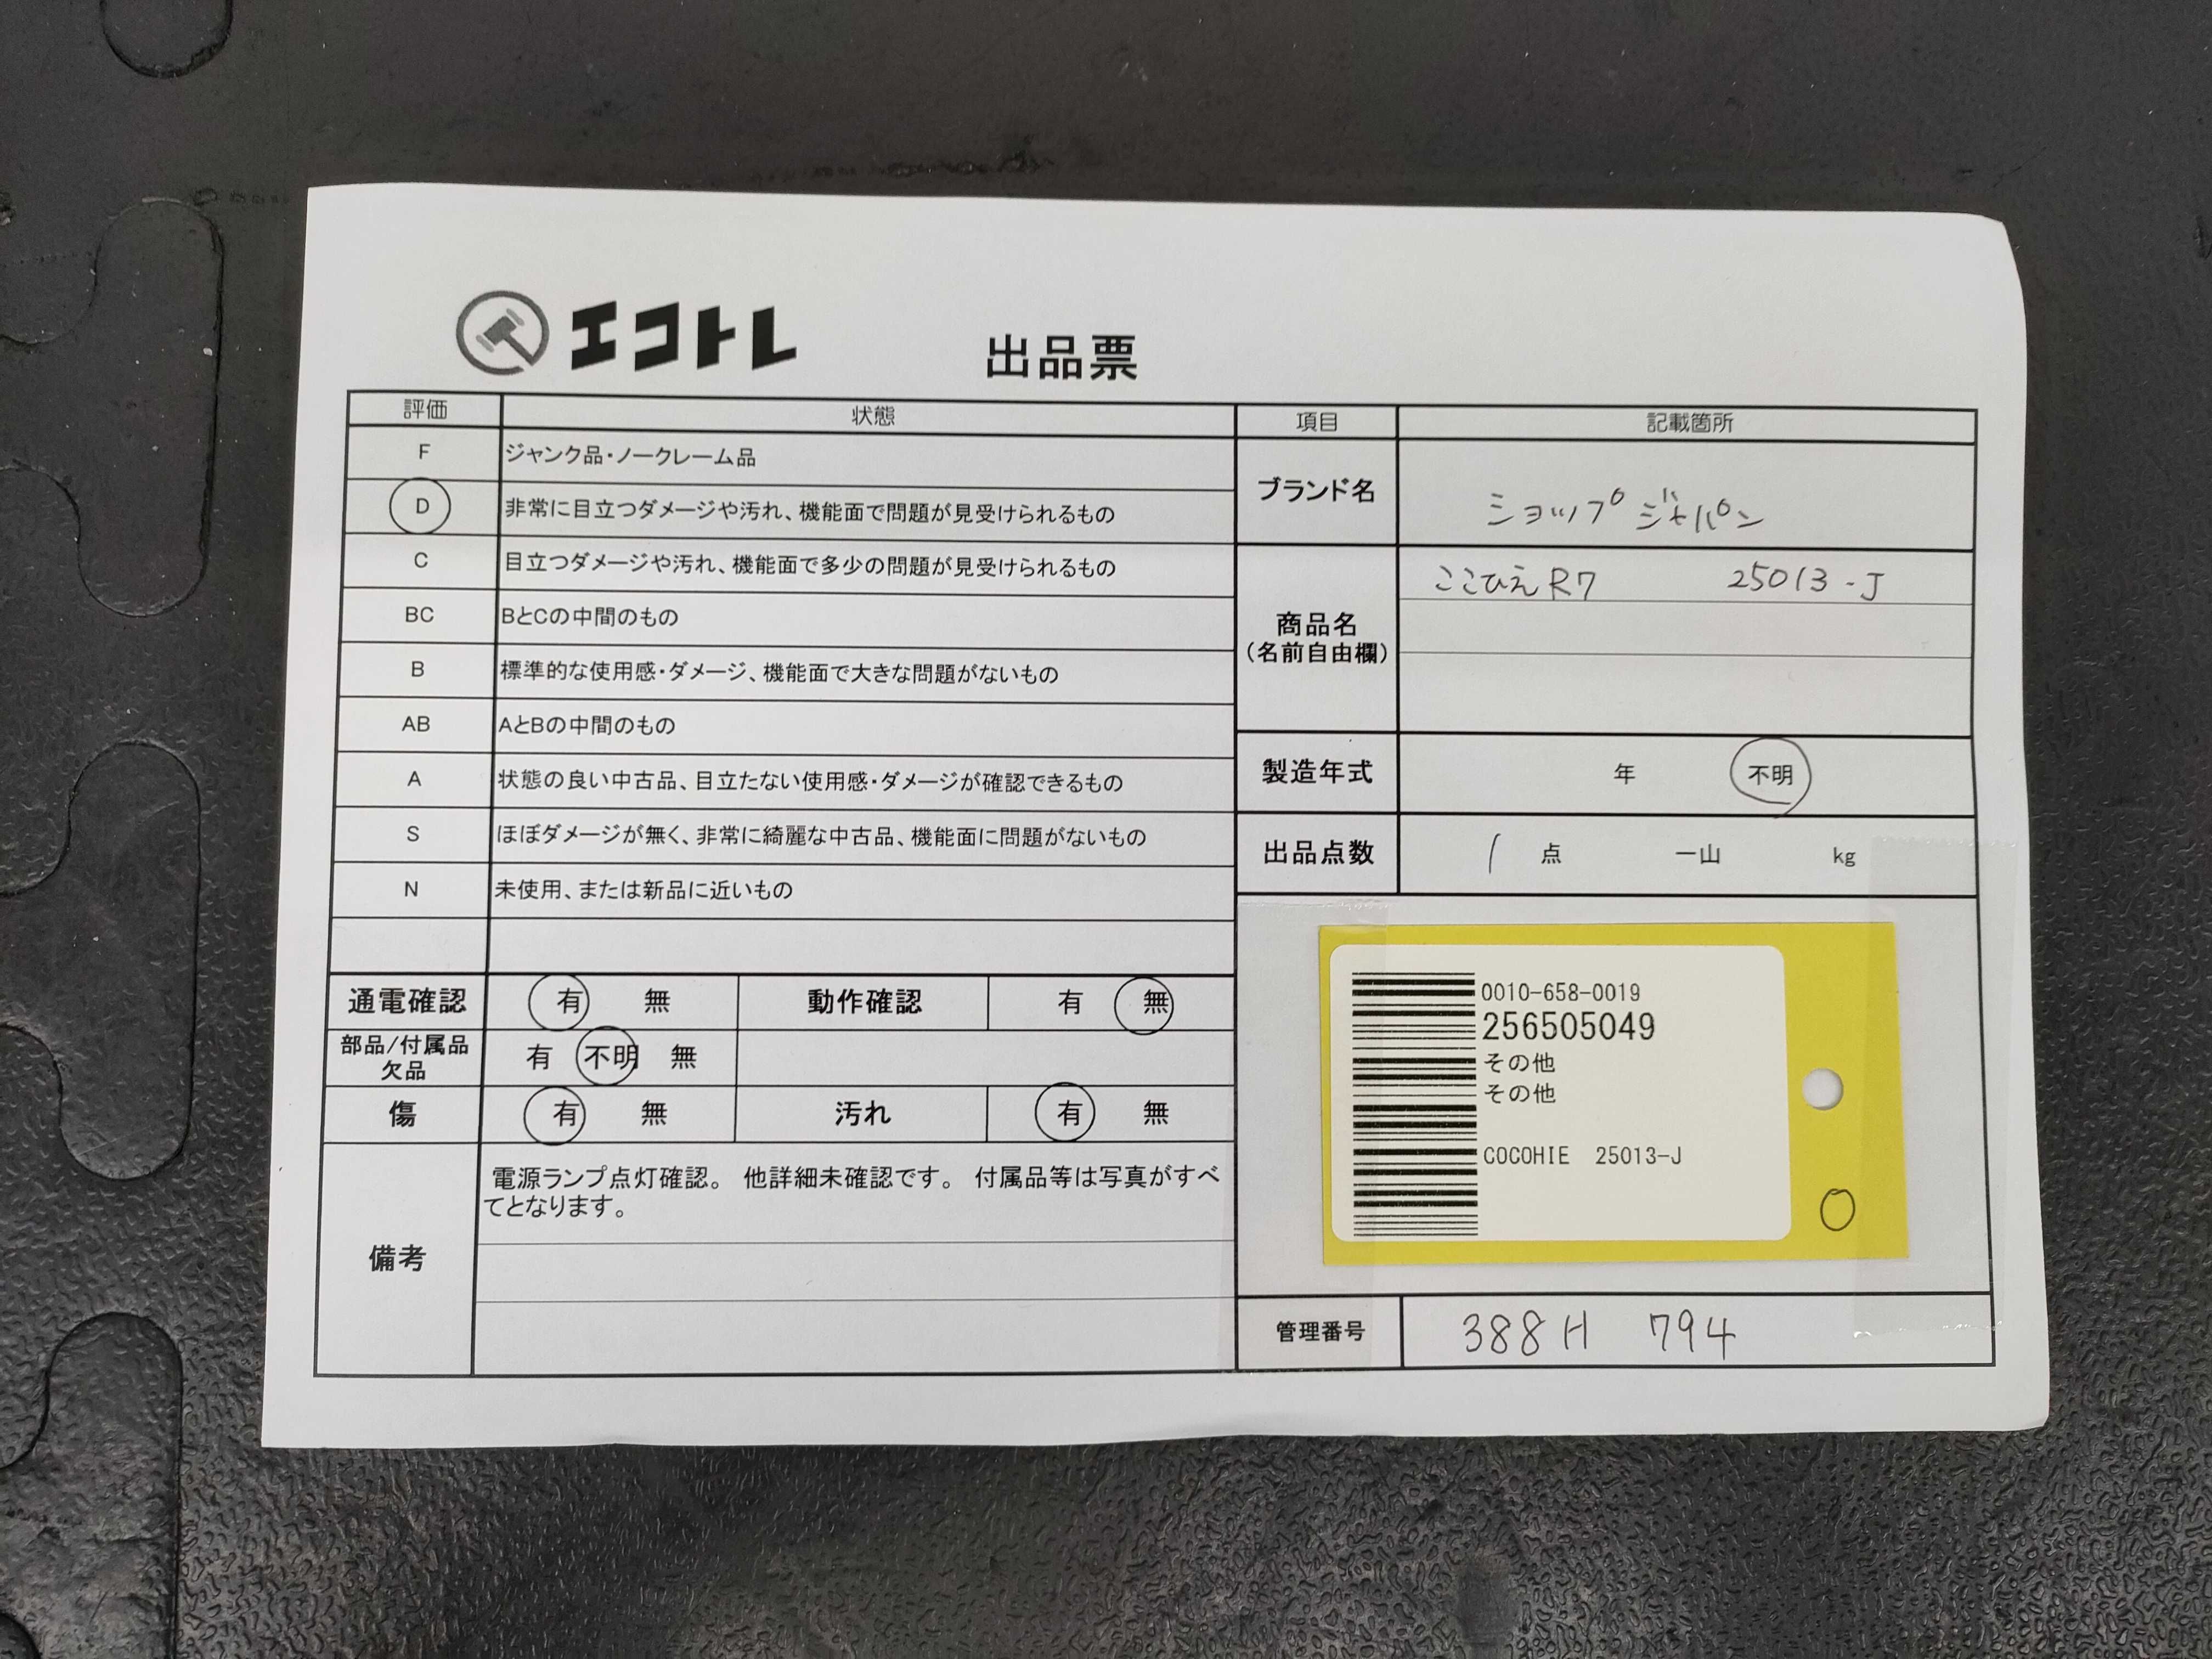 エコトレ
出品票
評価 状態
F ジャンク品・ノークレーム品
D 非常に目立つダメージや汚れ、機能面で問題が見受けられるもの
C 目立つダメージや汚れ、機能面で多少の問題が見受けられるもの
BC BとCの中間のもの
B 標準的な使用感・ダメージ、機能面で大きな問題がないもの
AB AとBの中間のもの
A 状態の良い中古品、目立たない使用感・ダメージが確認できるもの
S ほぼダメージが無く、非常に綺麗な中古品、機能面に問題がないもの
N 未使用、または新品に近いもの
通電確認 有 無 動作確認 有 無
部品/付属品
欠品
有 不明 無
傷 有 無 汚れ 有 無
備考
電源ランプ点灯確認。 他詳細未確認です。 付属品等は写真がすべ
てとなります。
項目 記載箇所
ブランド名 ショップジャパン
商品名
(名前自由欄)
ここひえ R7 25013-J
製造年式 年 不明
出品点数 1 点 一山 kg
0010-658-0019
256505049
その他
その他
COCOHIE 25013-J
管理番号 388H 794